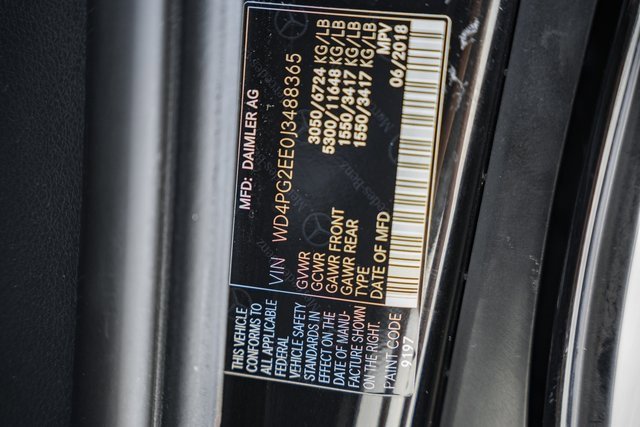 MFD: DAIMLER AG
VIN WD4PG2EE0J3488365
GVWR 3050/6724 KG/LB
GCWR 5300/11648 KG/LB
GAWR FRONT 1550/3417 KG/LB
GAWR REAR 1550/3417 KG/LB
TYPE MPV
DATE OF MFD 06/2018
THIS VEHICLE
CONFORMS TO
ALL APPLICABLE
FEDERAL
VEHICLE SAFETY
STANDARDS IN
EFFECT ON THE
DATE OF MANU-
FACTURE SHOWN
ON THE RIGHT.
PAINT CODE
9197